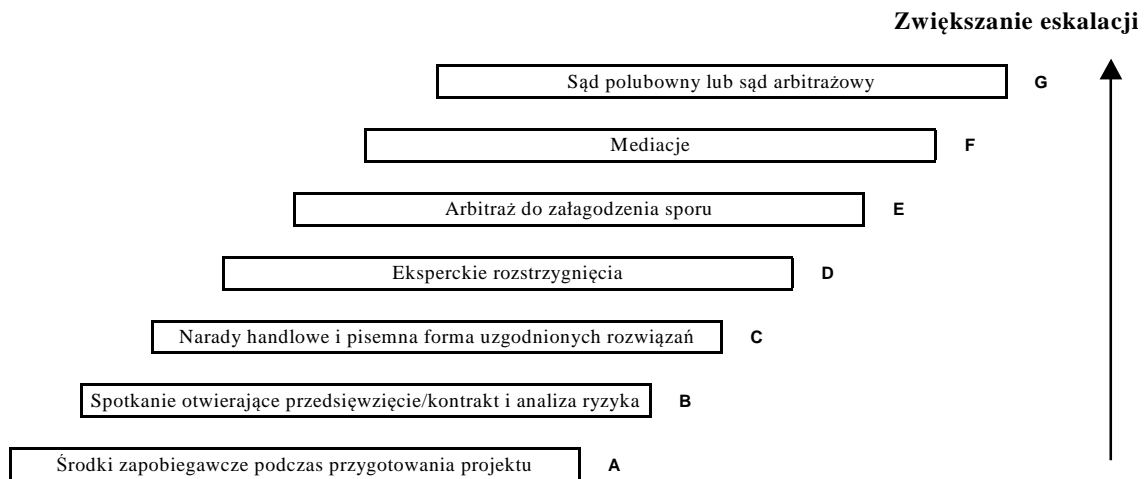 Zwiększanie eskalacji
Sąd polubowny lub sąd arbitrażowy G
Mediacje F
Arbitraż do załagodzenia sporu E
Eksperckie rozstrzygnięcia D
Narady handlowe i pisemna forma uzgodnionych rozwiązań C
Spotkanie otwierające przedsięwzięcie/kontrakt i analiza ryzyka B
Środki zapobiegawcze podczas przygotowania projektu A